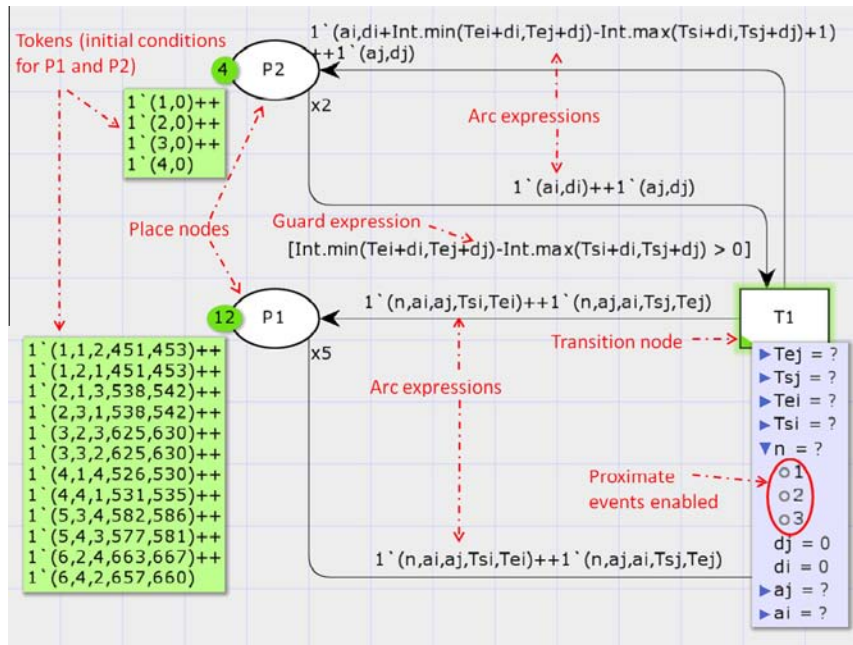 Tokens (initial conditions
for P1 and P2)
1`(ai,di+Int.min(Tei+di,Tej+dj)-Int.max(Tsi+di,Tsj+dj)+1)
++1`(aj,dj)
4
P2
x2
1`(1,0)++
1`(2,0)++
1`(3,0)++
1`(4,0)
Arc expressions
1`(ai,di)++1`(aj,dj)
Place nodes
Guard expression
[Int.min(Tei+di,Tej+dj)-Int.max(Tsi+di,Tsj+dj) > 0]
12
P1
x5
1`(n,ai,aj,Tsi,Tei)++1`(n,aj,ai,Tsj,Tej)
T1
Transition node
1`(1,1,2,451,453)++
1`(1,2,1,451,453)++
1`(2,1,3,538,542)++
1`(2,3,1,538,542)++
1`(3,2,3,625,630)++
1`(3,3,2,625,630)++
1`(4,1,4,526,530)++
1`(4,4,1,531,535)++
1`(5,3,4,582,586)++
1`(5,4,3,577,581)++
1`(6,2,4,663,667)++
1`(6,4,2,657,660)
Arc expressions
Tej = ?
Tsj = ?
Tei = ?
Tsi = ?
n = ?
1
2
3
dj = 0
di = 0
aj = ?
ai = ?
Proximate
events enabled
1`(n,ai,aj,Tsi,Tei)++1`(n,aj,ai,Tsj,Tej)